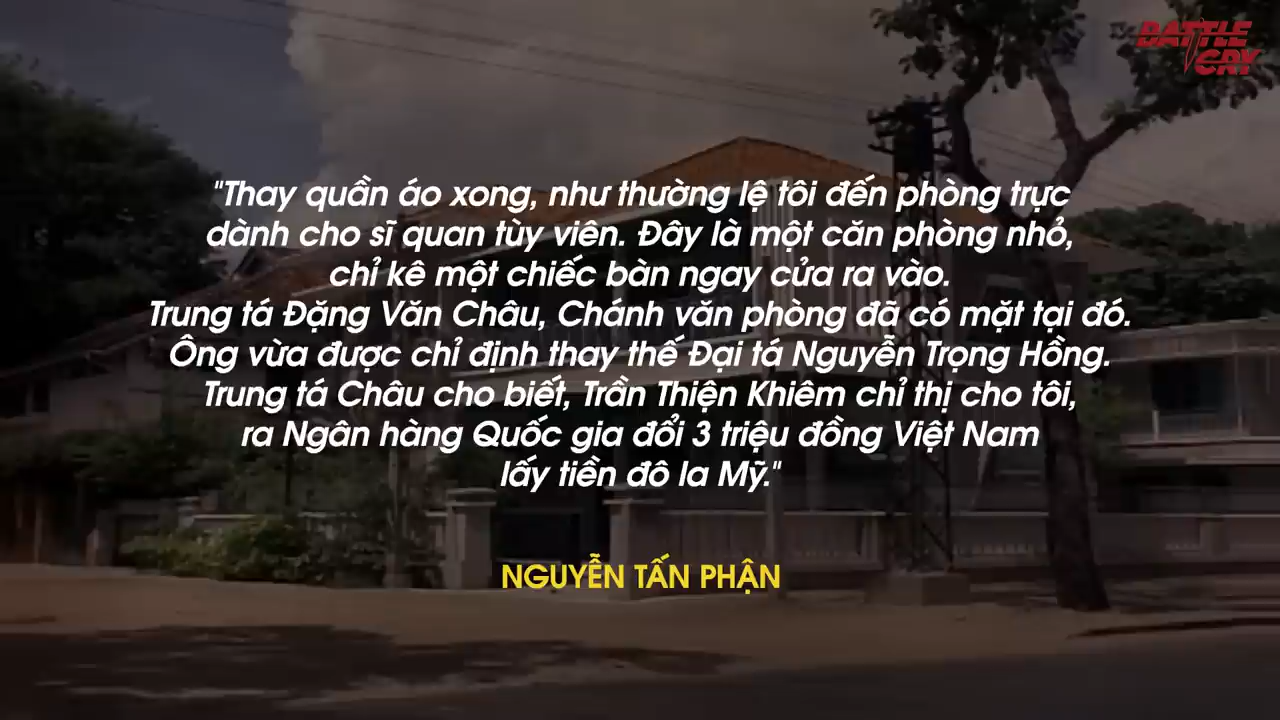 BATTLE
CRY
"Thay quần áo xong, như thường lệ tôi đến phòng trực
dành cho sĩ quan tùy viên. Đây là một căn phòng nhỏ,
chỉ kê một chiếc bàn ngay cửa ra vào.
Trung tá Đặng Văn Châu, Chánh văn phòng đã có mặt tại đó.
Ông vừa được chỉ định thay thế Đại tá Nguyễn Trọng Hồng.
Trung tá Châu cho biết, Trần Thiện Khiêm chỉ thị cho tôi,
ra Ngân hàng Quốc gia đổi 3 triệu đồng Việt Nam
lấy tiền đô la Mỹ."
NGUYỄN TẤN PHẬN